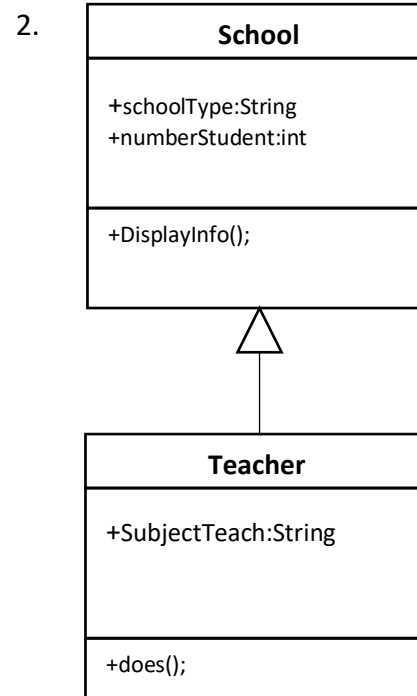 2.
School
+schoolType:String
+numberStudent:int
+DisplayInfo();
Teacher
+SubjectTeach:String
+does();